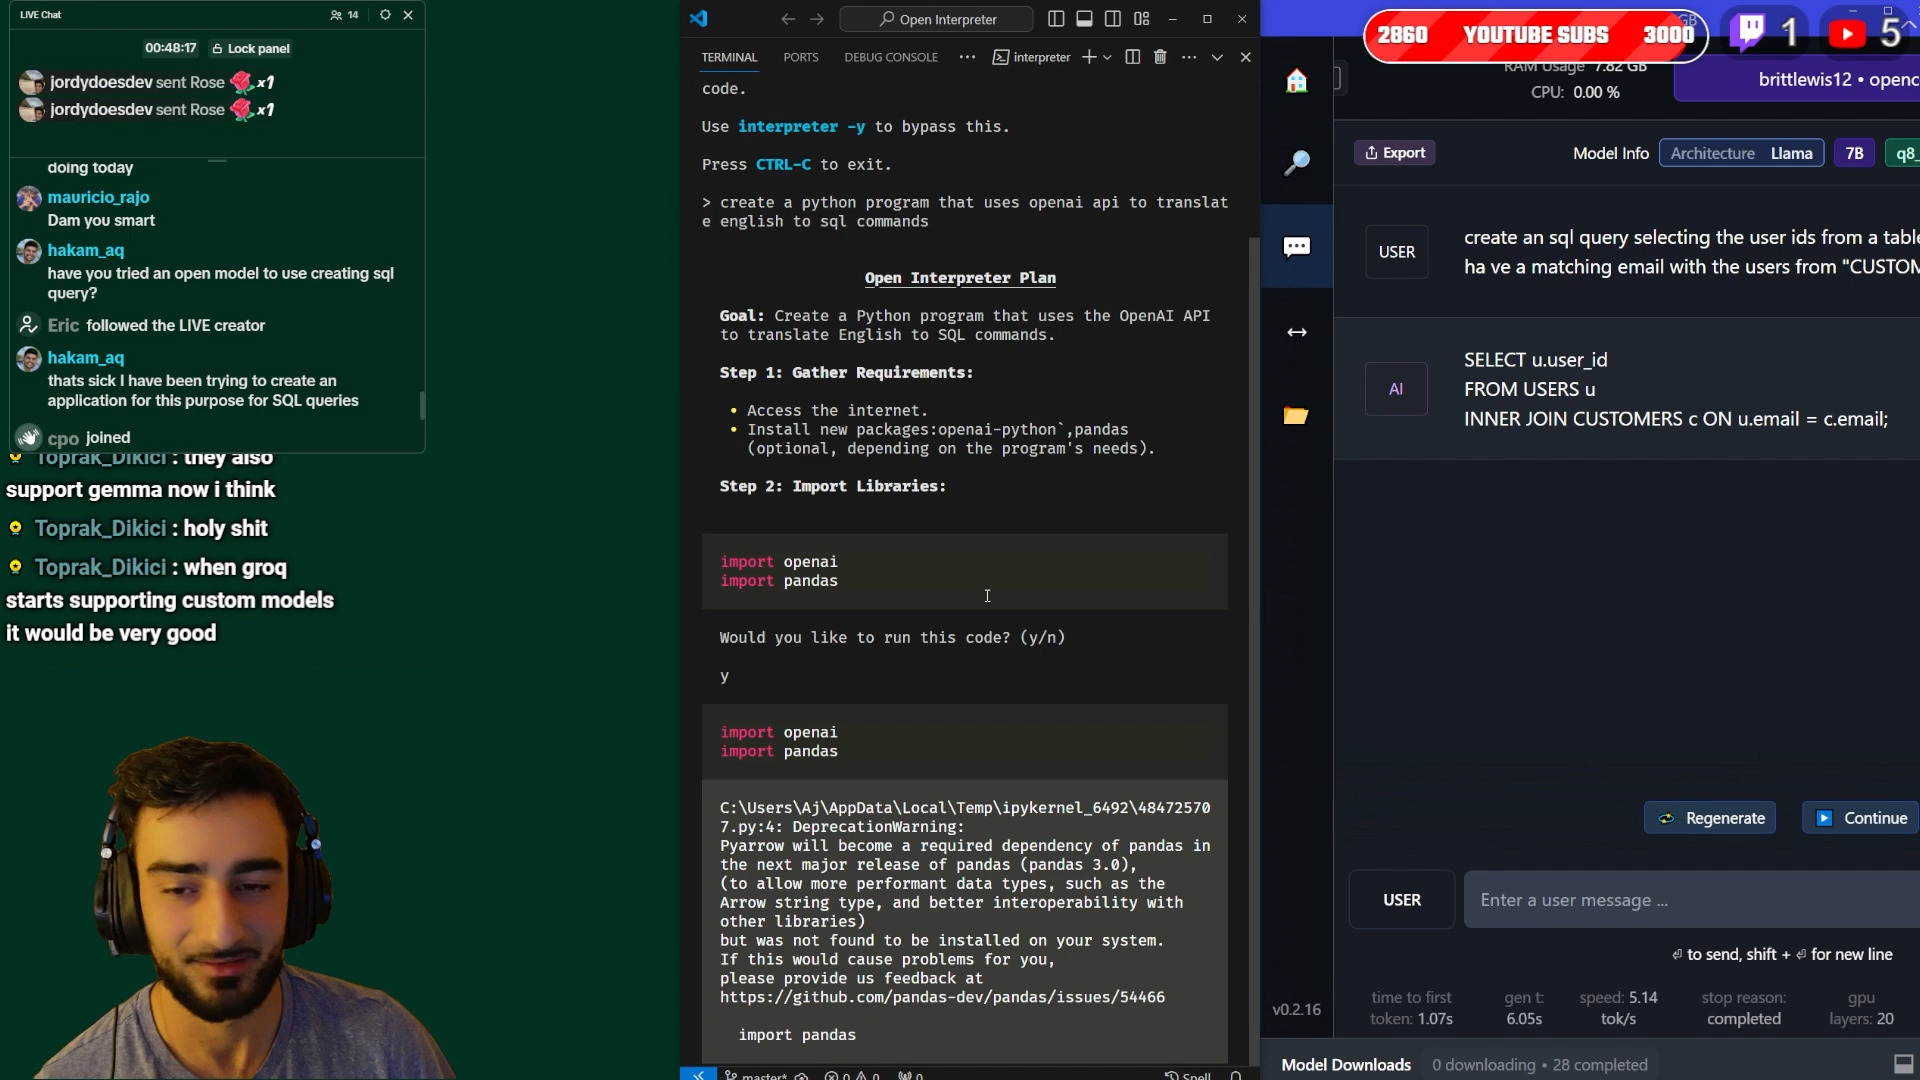 LIVE Chat
14
00:48:17 Lock panel
jordydoesdev sent Rose x1
jordydoesdev sent Rose x1
doing today
mauricio_rajo
Dam you smart
hakam_aq
have you tried an open model to use creating sql
query?
Eric followed the LIVE creator
hakam_aq
thats sick I have been trying to create an
application for this purpose for SQL queries
cpo joined
Toprak_Dikici : they also
support gemma now i think
Toprak_Dikici : holy shit
Toprak_Dikici : when groq
starts supporting custom models
it would be very good
Open Interpreter
TERMINAL PORTS DEBUG CONSOLE ... interpreter
code.
Use interpreter -y to bypass this.
Press CTRL-C to exit.
> create a python program that uses openai api to translat
e english to sql commands
Open Interpreter Plan
Goal: Create a Python program that uses the OpenAI API
to translate English to SQL commands.
Step 1: Gather Requirements:
• Access the internet.
• Install new packages:openai-python`,pandas
(optional, depending on the program's needs).
Step 2: Import Libraries:
import openai
import pandas
Would you like to run this code? (y/n)
y
import openai
import pandas
C:\Users\Aj\AppData\Local\Temp\ipykernel_6492\48472570
7.py:4: DeprecationWarning:
Pyarrow will become a required dependency of pandas in
the next major release of pandas (pandas 3.0),
(to allow more performant data types, such as the
Arrow string type, and better interoperability with
other libraries)
but was not found to be installed on your system.
If this would cause problems for you,
please provide us feedback at
https://github.com/pandas-dev/pandas/issues/54466
import pandas
master* 0 0 0 Spell
2860 YOUTUBE SUBS 3000 1 5
RAM Usage 7.82 GB
CPU: 0.00 %
brittlewis12 • openc
Export
Model Info Architecture Llama 7B q8_
USER
create an sql query selecting the user ids from a table
ha ve a matching email with the users from "CUSTOM
AI
SELECT u.user_id
FROM USERS u
INNER JOIN CUSTOMERS c ON u.email = c.email;
Regenerate Continue
USER Enter a user message ...
⏎ to send, shift + ⏎ for new line
time to first
token: 1.07s
gen t:
6.05s
speed: 5.14
tok/s
stop reason:
completed
gpu
layers: 20
v0.2.16
Model Downloads 0 downloading • 28 completed